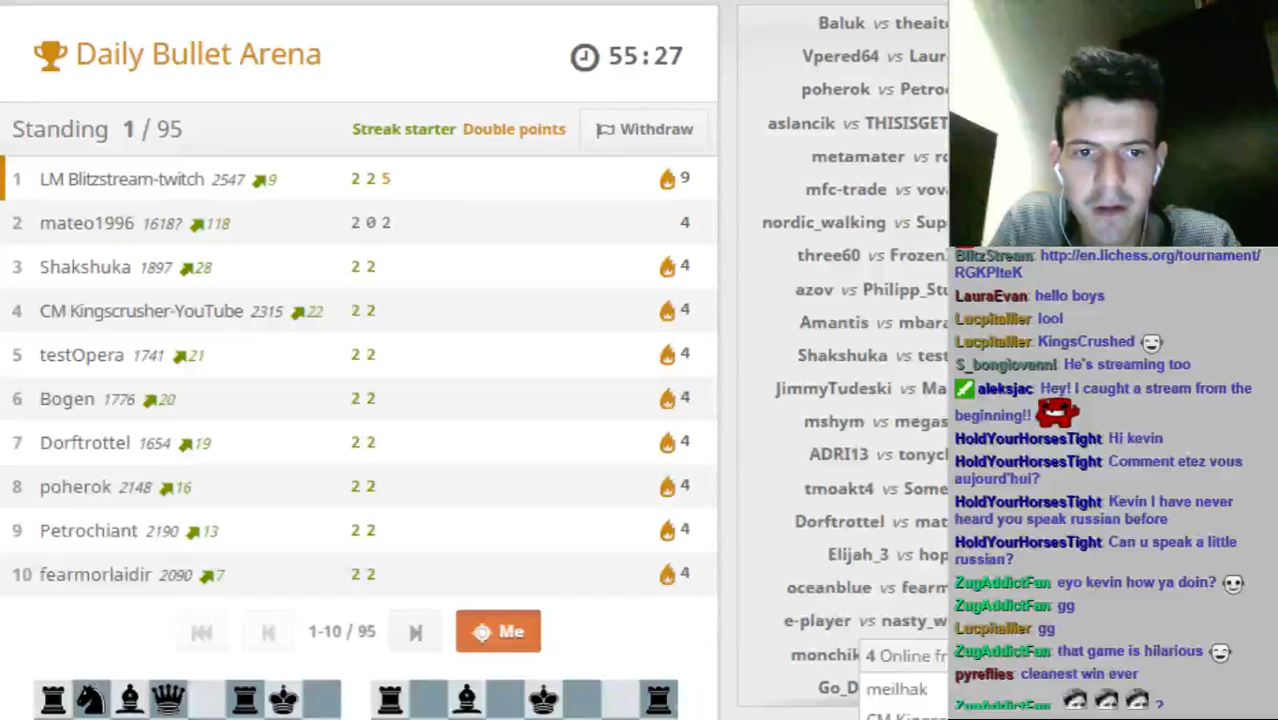 Daily Bullet Arena
55:27
Standing 1 / 95
Streak starter Double points
Withdraw
1 LM Blitzstream-twitch 2547 9 2 2 5 9
2 mateo1996 1618? 118 2 0 2 4
3 Shakshuka 1897 28 2 2 4
4 CM Kingscrusher-YouTube 2315 22 2 2 4
5 testOpera 1741 21 2 2 4
6 Bogen 1776 20 2 2 4
7 Dorftrottel 1654 19 2 2 4
8 poherok 2148 16 2 2 4
9 Petrochiant 2190 13 2 2 4
10 fearmorlaidir 2090 7 2 2 4
1-10 / 95
Me
Baluk vs theaite
Vpered64 vs Laur
poherok vs Petro
aslancik vs THISISGET
metamater vs ro
mfc-trade vs vov
nordic_walking vs Sup
three60 vs Frozen
azov vs Philipp_Stu
Amantis vs mbara
Shakshuka vs test
JimmyTudeski vs Ma
mshym vs megas
ADRI13 vs tonycl
tmoakt4 vs Some
Dorftrottel vs mat
Elijah_3 vs hop
oceanblue vs fearm
e-player vs nasty_w
monchik
Go_D
4 Online fr
meilhak
CM King
BlitzStream: http://en.lichess.org/tournament/
RGKPlteK
LauraEvan hello boys
Lucpitallier lool
Lucpitallier KingsCrushed
S_bongiovanni He's streaming too
aleksjac: Hey! I caught a stream from the
beginning!!
HoldYourHorsesTight Hi kevin
HoldYourHorsesTight Comment etez vous
aujourd'hui?
HoldYourHorsesTight Kevin I have never
heard you speak russian before
HoldYourHorsesTight Can u speak a little
russian?
ZugAddictFan eyo kevin how ya doin?
ZugAddictFan gg
Lucpitallier gg
ZugAddictFan that game is hilarious
pyreflies cleanest win ever
ZugAddictFan ?